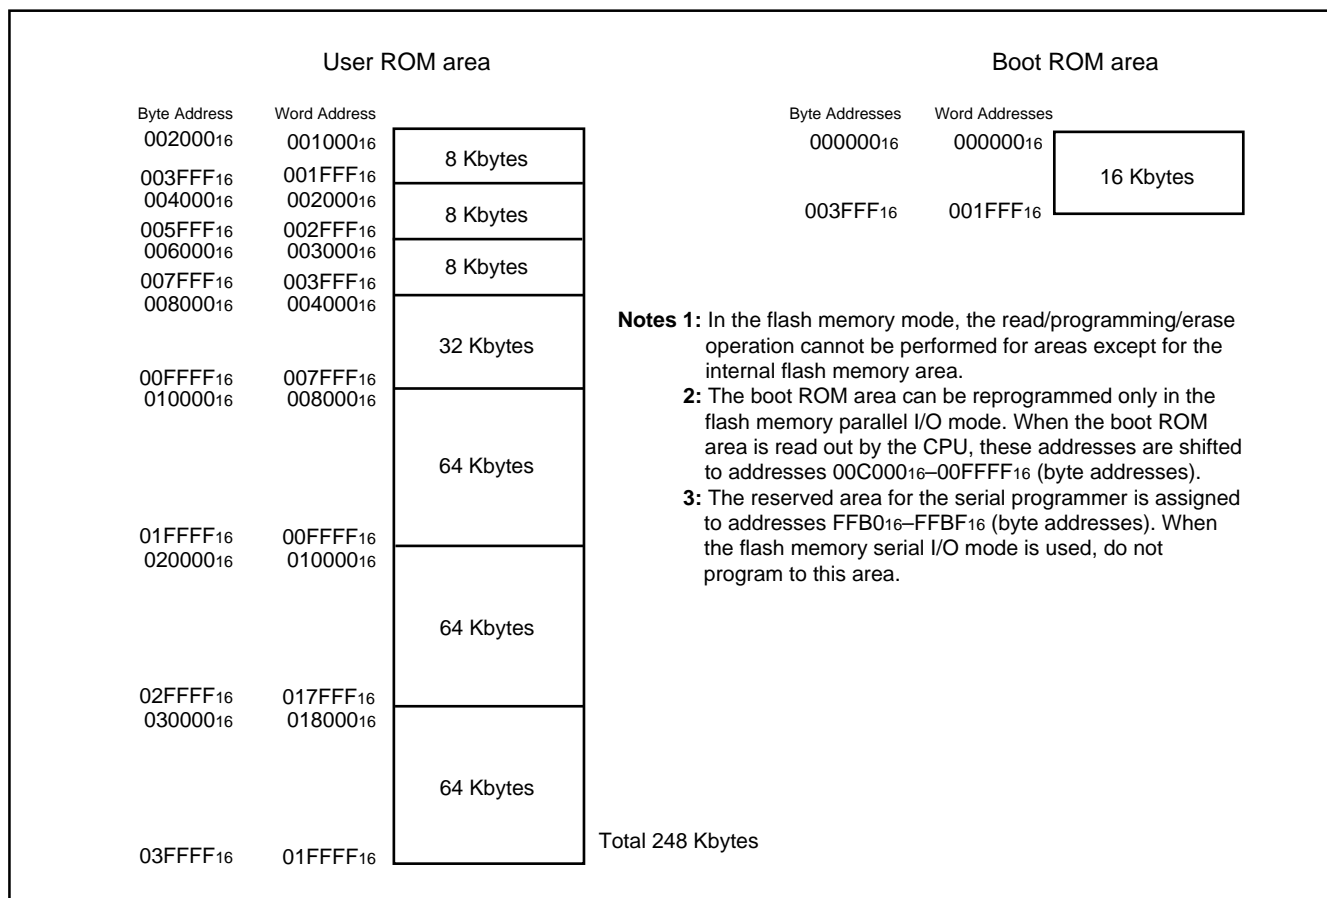 User ROM area
Byte Address Word Address
002000₁₆ 001000₁₆
8 Kbytes
003FFF₁₆ 001FFF₁₆
004000₁₆ 002000₁₆
8 Kbytes
005FFF₁₆ 002FFF₁₆
006000₁₆ 003000₁₆
8 Kbytes
007FFF₁₆ 003FFF₁₆
008000₁₆ 004000₁₆
32 Kbytes
00FFFF₁₆ 007FFF₁₆
010000₁₆ 008000₁₆
64 Kbytes
01FFFF₁₆ 00FFFF₁₆
020000₁₆ 010000₁₆
64 Kbytes
02FFFF₁₆ 017FFF₁₆
030000₁₆ 018000₁₆
64 Kbytes
03FFFF₁₆ 01FFFF₁₆
Total 248 Kbytes
Boot ROM area
Byte Addresses Word Addresses
000000₁₆ 000000₁₆
16 Kbytes
003FFF₁₆ 001FFF₁₆
Notes 1: In the flash memory mode, the read/programming/erase
operation cannot be performed for areas except for the
internal flash memory area.
2: The boot ROM area can be reprogrammed only in the
flash memory parallel I/O mode. When the boot ROM
area is read out by the CPU, these addresses are shifted
to addresses 00C000₁₆–00FFFF₁₆ (byte addresses).
3: The reserved area for the serial programmer is assigned
to addresses FFB0₁₆–FFBF₁₆ (byte addresses). When
the flash memory serial I/O mode is used, do not
program to this area.